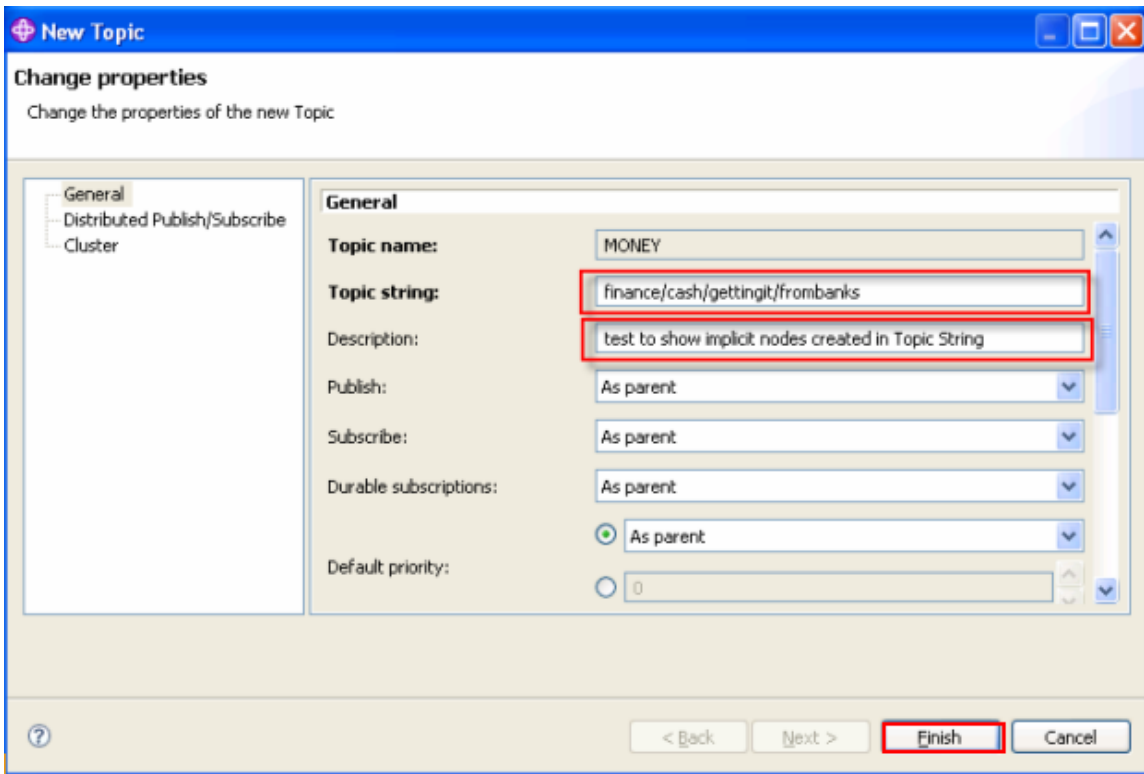 New Topic
Change properties
Change the properties of the new Topic
General
Distributed Publish/Subscribe
Cluster
General
Topic name: MONEY
Topic string: finance/cash/gettingit/frombanks
Description: test to show implicit nodes created in Topic String
Publish: As parent
Subscribe: As parent
Durable subscriptions: As parent
As parent
Default priority:
0
< Back Next > Finish Cancel